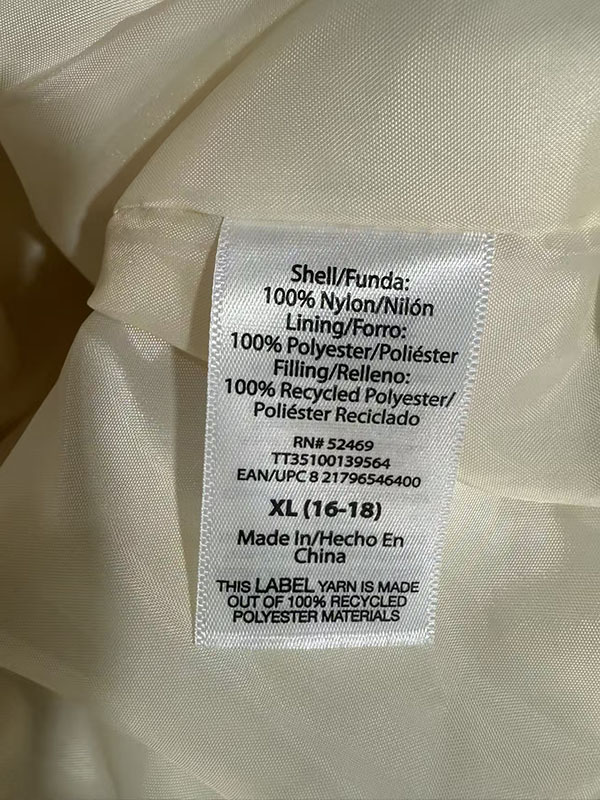 Shell/Funda:
100% Nylon/Nilón
Lining/Forro:
100% Polyester/Poliéster
Filling/Relleno:
100% Recycled Polyester/
Poliéster Reciclado
RN# 52469
TT35100139564
EAN/UPC 8 21796546400
XL (16-18)
Made In/Hecho En
China
THIS LABEL YARN IS MADE
OUT OF 100% RECYCLED
POLYESTER MATERIALS